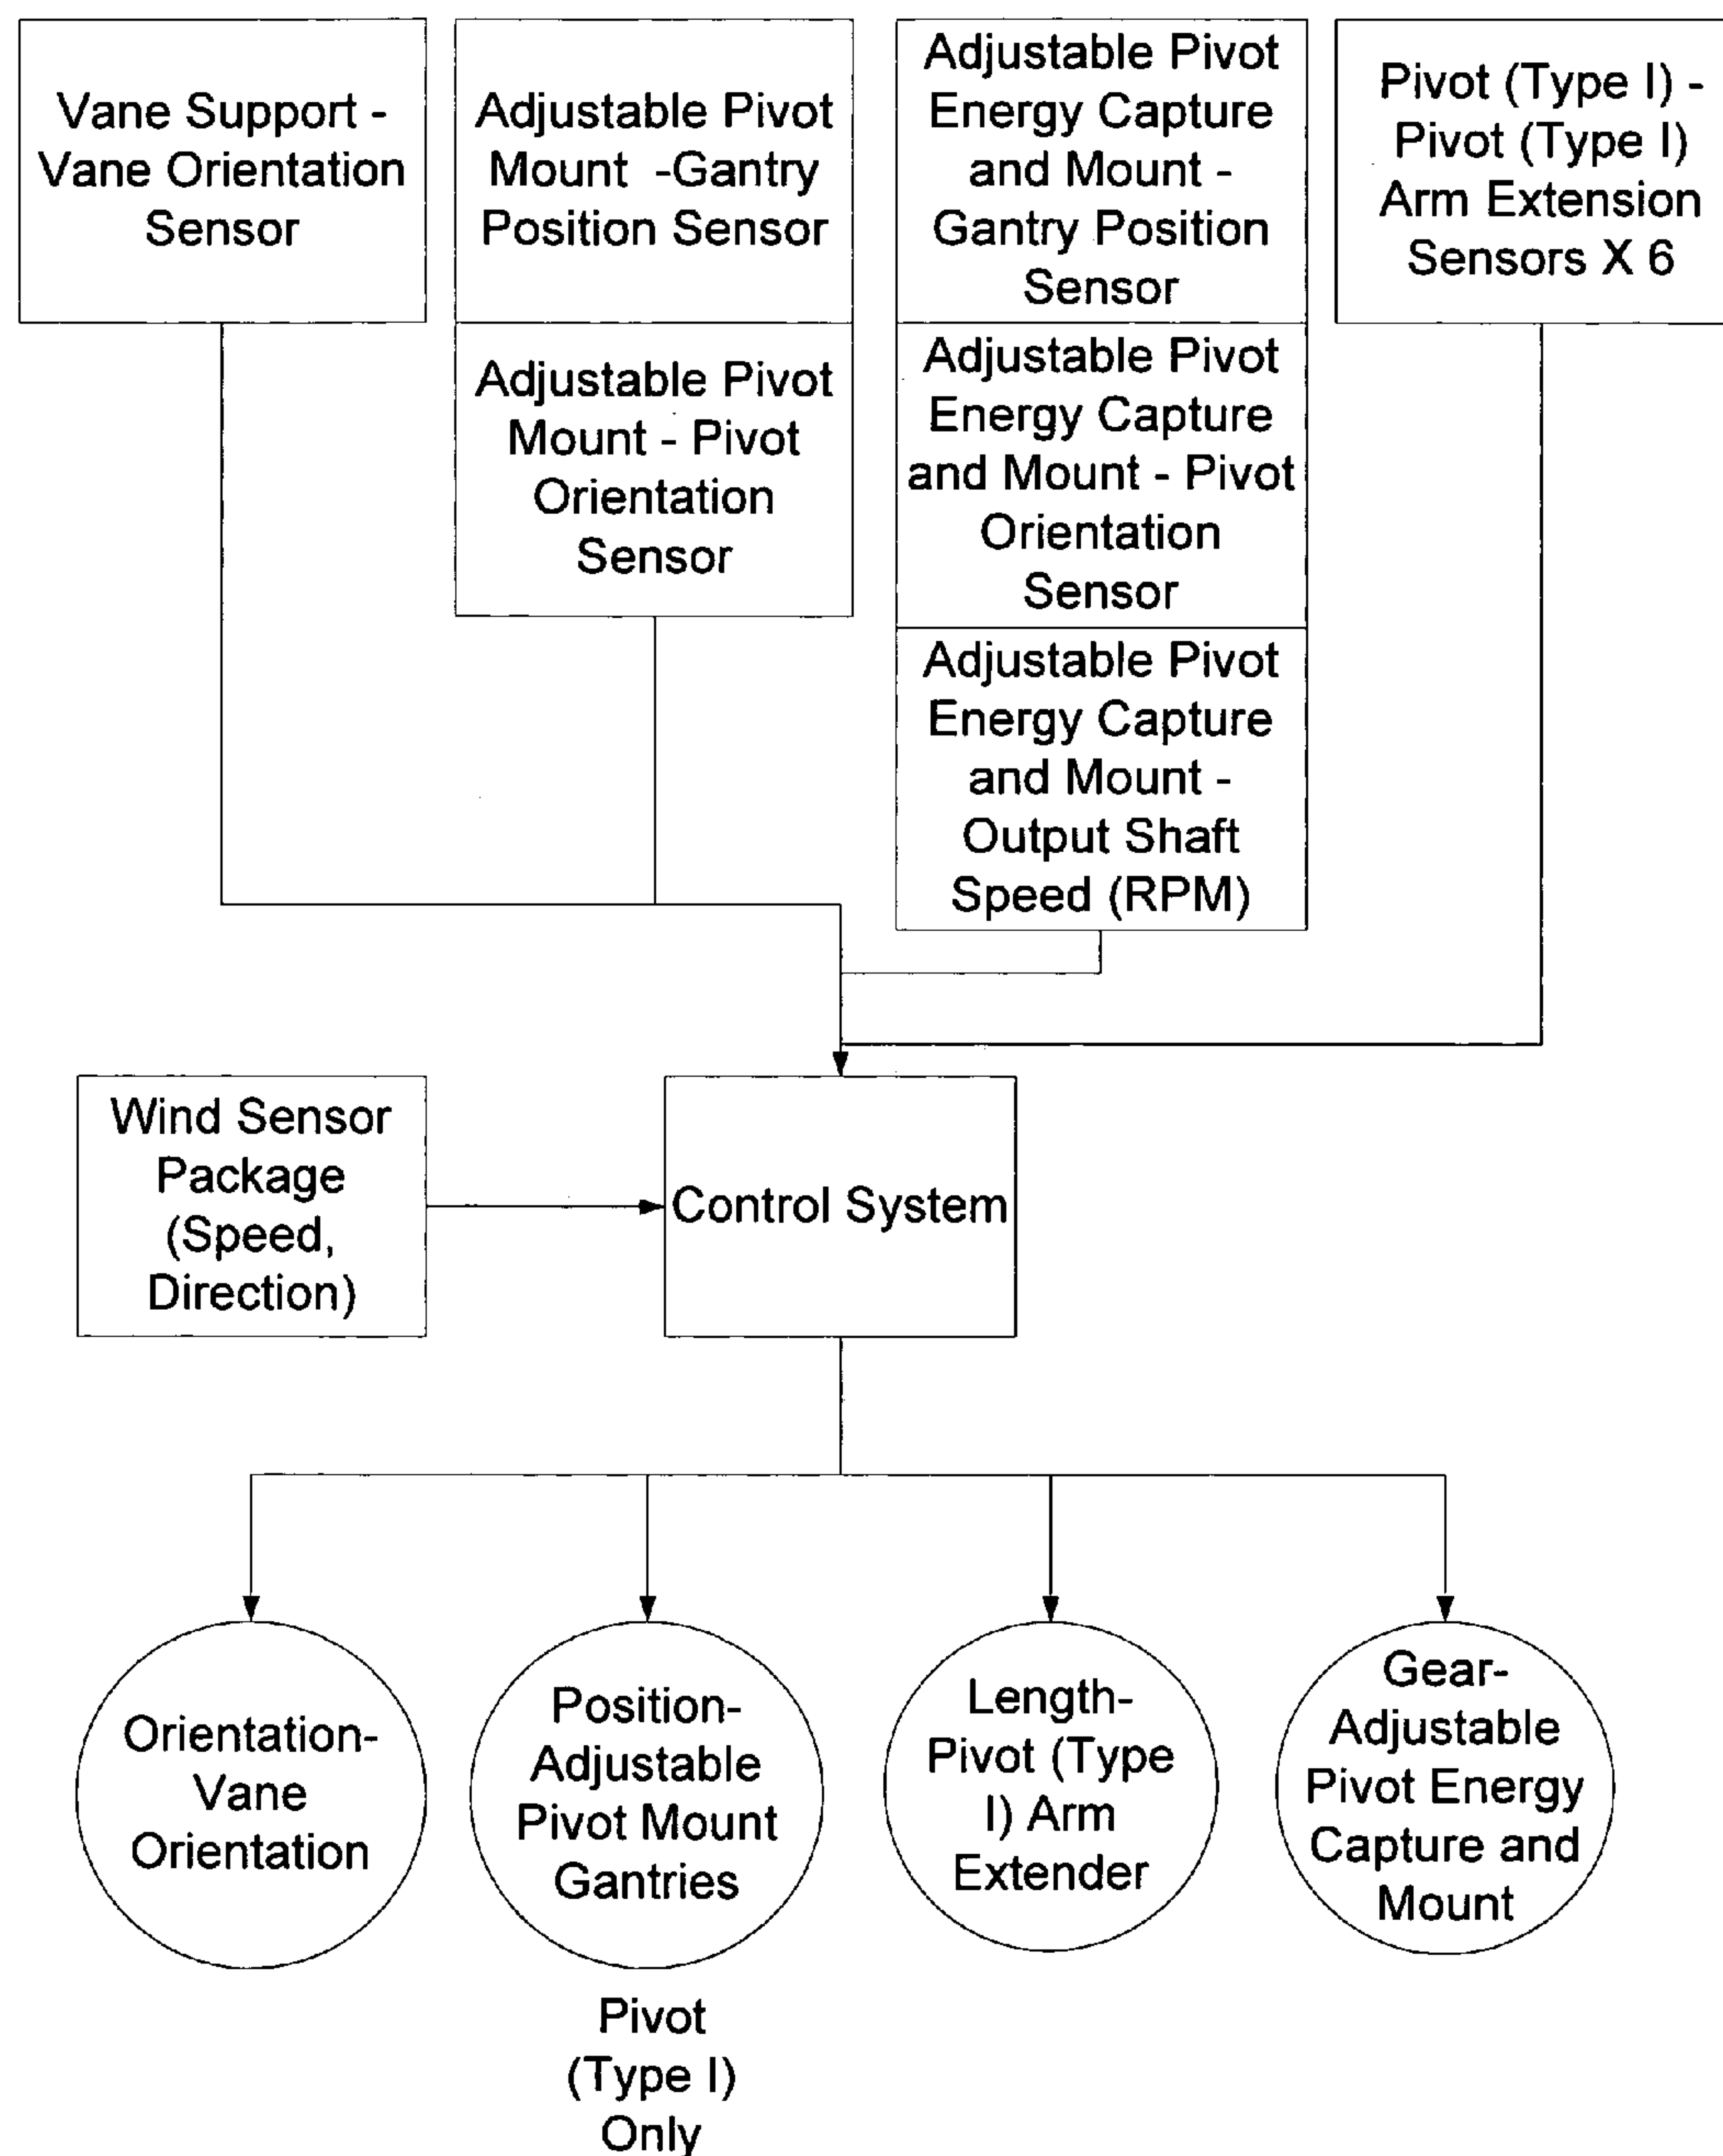 Vane Support -
Vane Orientation
Sensor
Adjustable Pivot
Mount -Gantry
Position Sensor
Adjustable Pivot
Mount - Pivot
Orientation
Sensor
Adjustable Pivot
Energy Capture
and Mount -
Gantry Position
Sensor
Adjustable Pivot
Energy Capture
and Mount - Pivot
Orientation
Sensor
Adjustable Pivot
Energy Capture
and Mount -
Output Shaft
Speed (RPM)
Pivot (Type I) -
Pivot (Type I)
Arm Extension
Sensors X 6
Wind Sensor
Package
(Speed,
Direction)
Control System
Orientation-
Vane
Orientation
Position-
Adjustable
Pivot Mount
Gantries
Pivot
(Type I)
Only
Length-
Pivot (Type
I) Arm
Extender
Gear-
Adjustable
Pivot Energy
Capture and
Mount